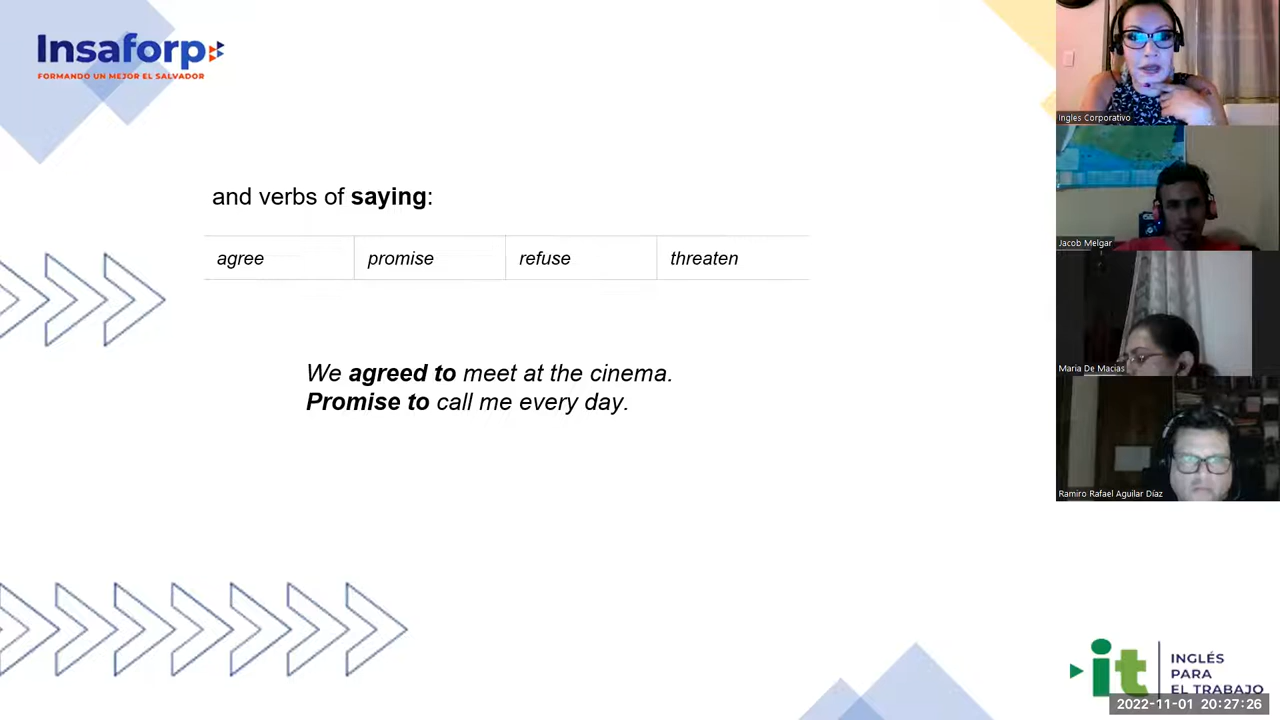 Insaforp
FORMANDO UN MEJOR EL SALVADOR
and verbs of saying:
agree promise refuse threaten
We agreed to meet at the cinema.
Promise to call me every day.
Ingles Corporativo
Jacob Melgar
Maria De Macias
Ramiro Rafael Aguilar Díaz
it
INGLÉS
PARA
EL TRABAJO
2022-11-01 20:27:26